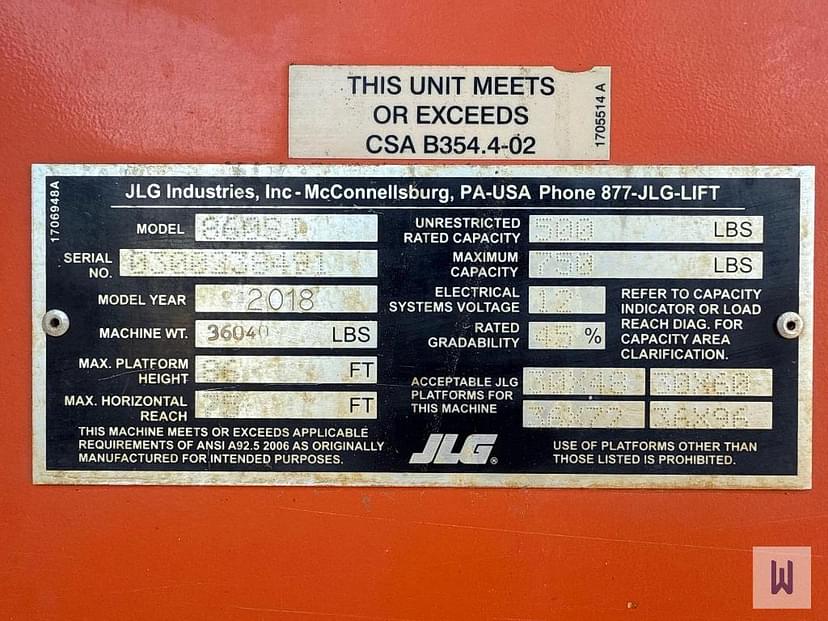 THIS UNIT MEETS
OR EXCEEDS
CSA B354.4-02
1705514 A
1706948A
JLG Industries, Inc - McConnellsburg, PA-USA Phone 877-JLG-LIFT
MODEL 860SJ
SERIAL NO.
MODEL YEAR 2018
MACHINE WT. 36040 LBS
MAX. PLATFORM HEIGHT FT
MAX. HORIZONTAL REACH FT
THIS MACHINE MEETS OR EXCEEDS APPLICABLE
REQUIREMENTS OF ANSI A92.5 2006 AS ORIGINALLY
MANUFACTURED FOR INTENDED PURPOSES.
UNRESTRICTED RATED CAPACITY 500 LBS
MAXIMUM CAPACITY 750 LBS
ELECTRICAL SYSTEMS VOLTAGE 12
RATED GRADABILITY 45 %
REFER TO CAPACITY
INDICATOR OR LOAD
REACH DIAG. FOR
CAPACITY AREA
CLARIFICATION.
ACCEPTABLE JLG
PLATFORMS FOR
THIS MACHINE
30X48 30X60
36X72 36X96
JLG®
USE OF PLATFORMS OTHER THAN
THOSE LISTED IS PROHIBITED.
W